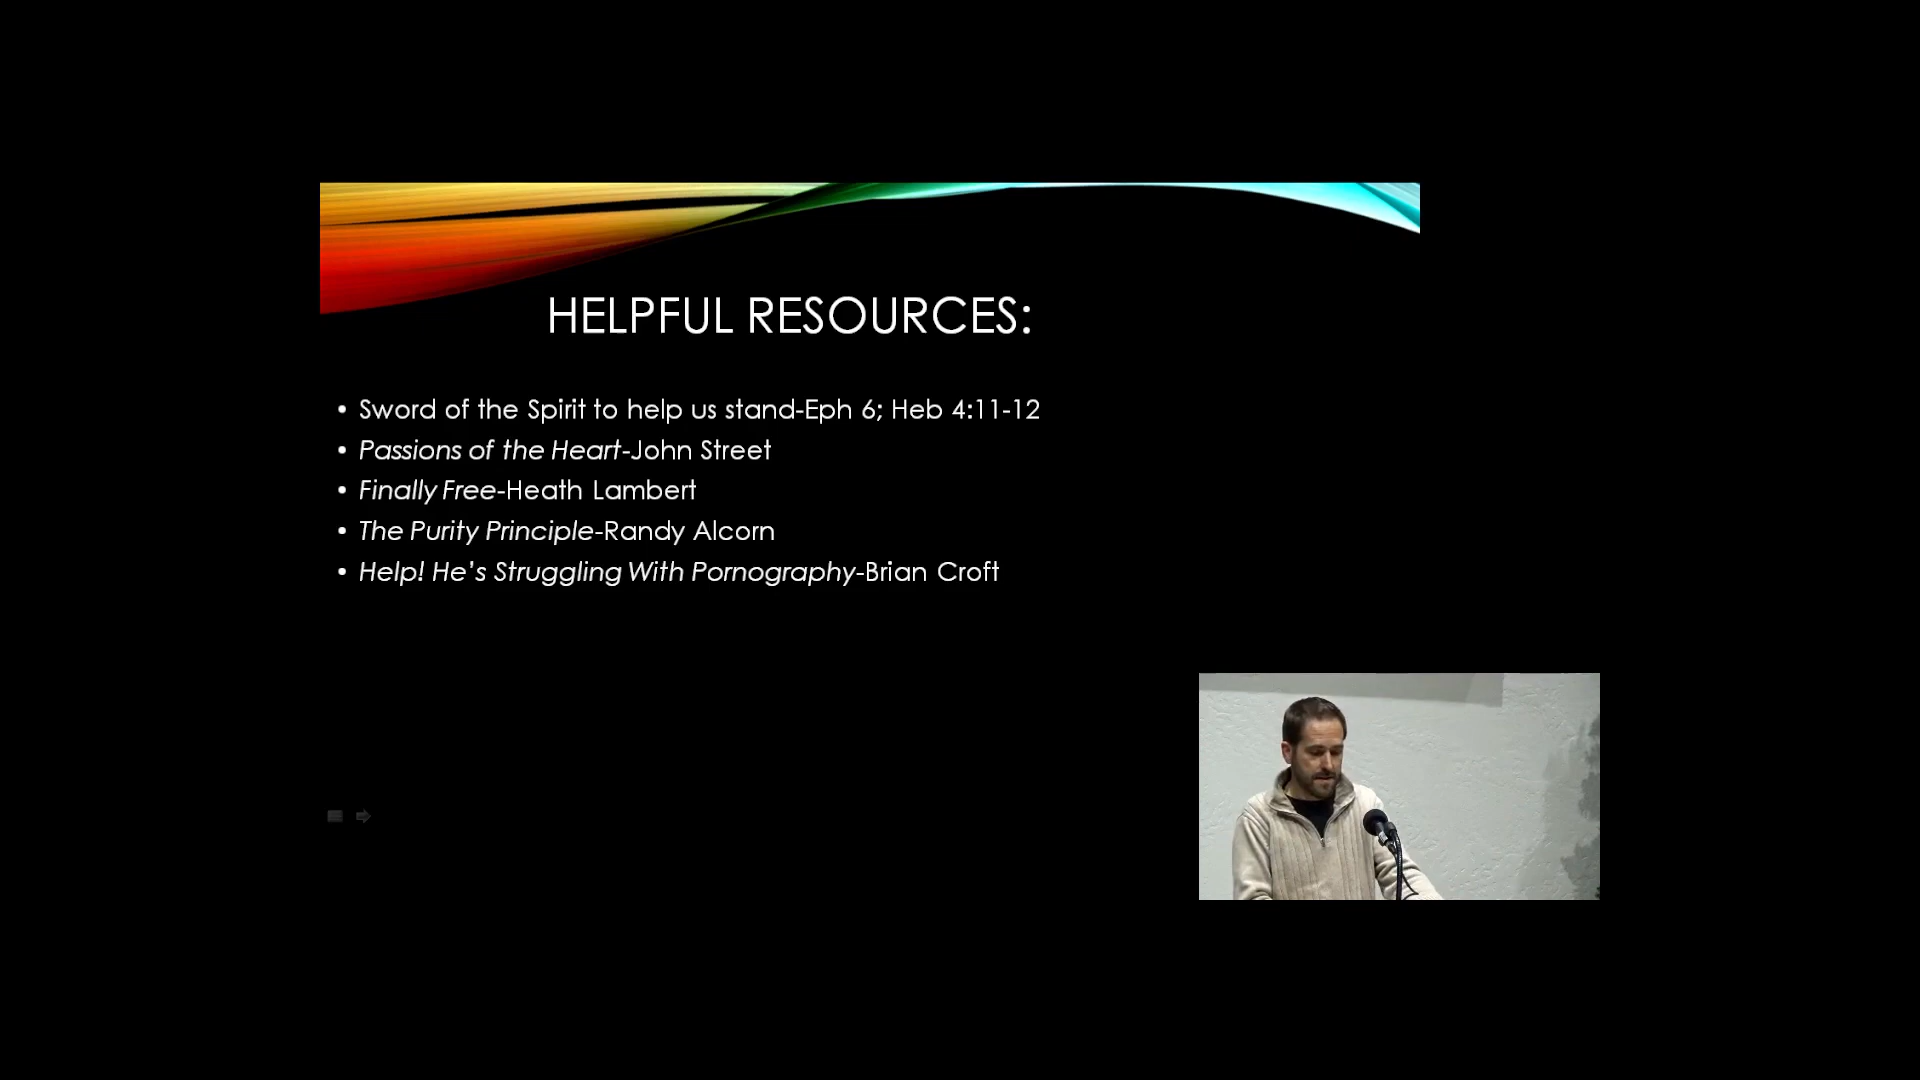 HELPFUL RESOURCES:
• Sword of the Spirit to help us stand-Eph 6; Heb 4:11-12
• Passions of the Heart-John Street
• Finally Free-Heath Lambert
• The Purity Principle-Randy Alcorn
• Help! He's Struggling With Pornography-Brian Croft